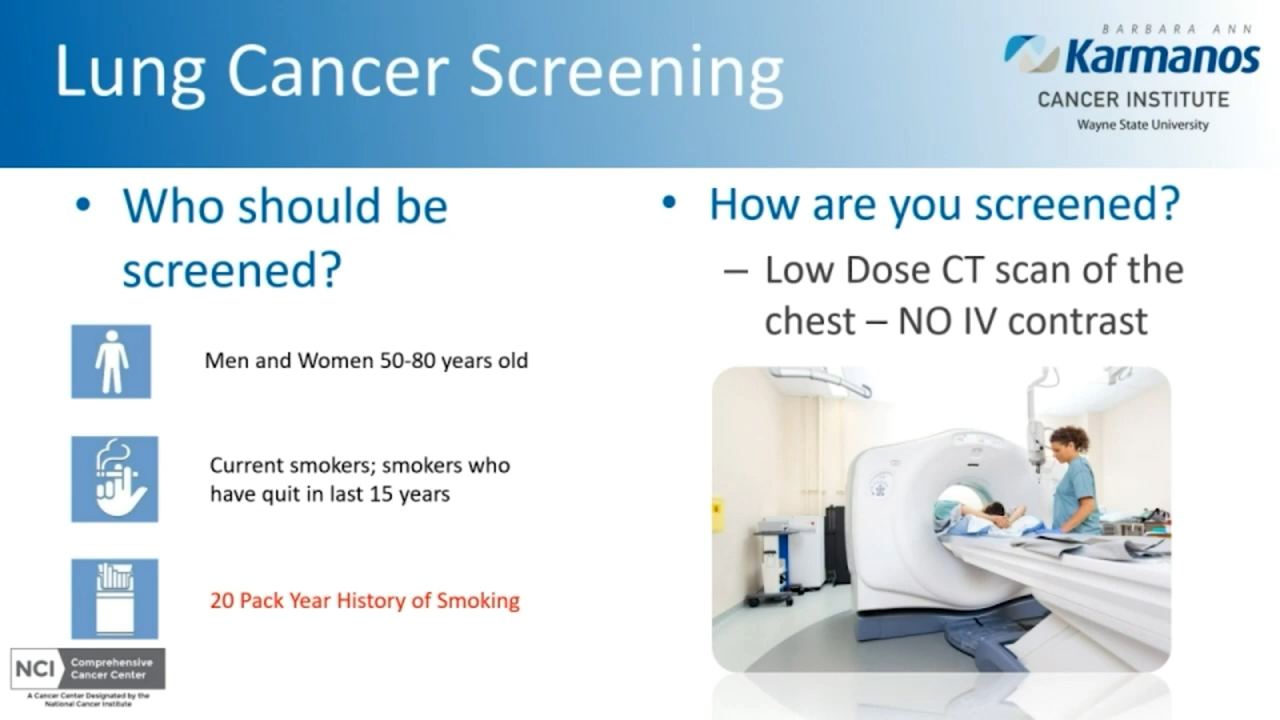 Lung Cancer Screening
BARBARA ANN
Karmanos
CANCER INSTITUTE
Wayne State University
• Who should be
screened?
Men and Women 50-80 years old
Current smokers; smokers who
have quit in last 15 years
20 Pack Year History of Smoking
• How are you screened?
– Low Dose CT scan of the
chest – NO IV contrast
NCI Comprehensive
Cancer Center
A Cancer Center Designated by the
National Cancer Institute